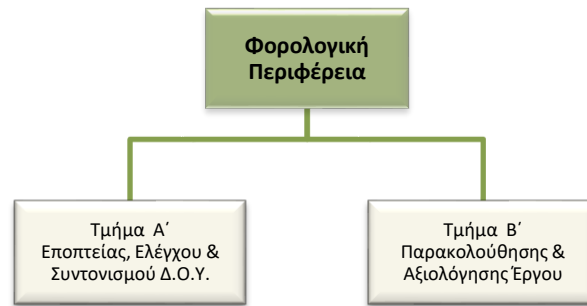 Φορολογική
Περιφέρεια
Τμήμα Α΄
Εποπτείας, Ελέγχου &
Συντονισμού Δ.Ο.Υ.
Τμήμα Β΄
Παρακολούθησης &
Αξιολόγησης Έργου